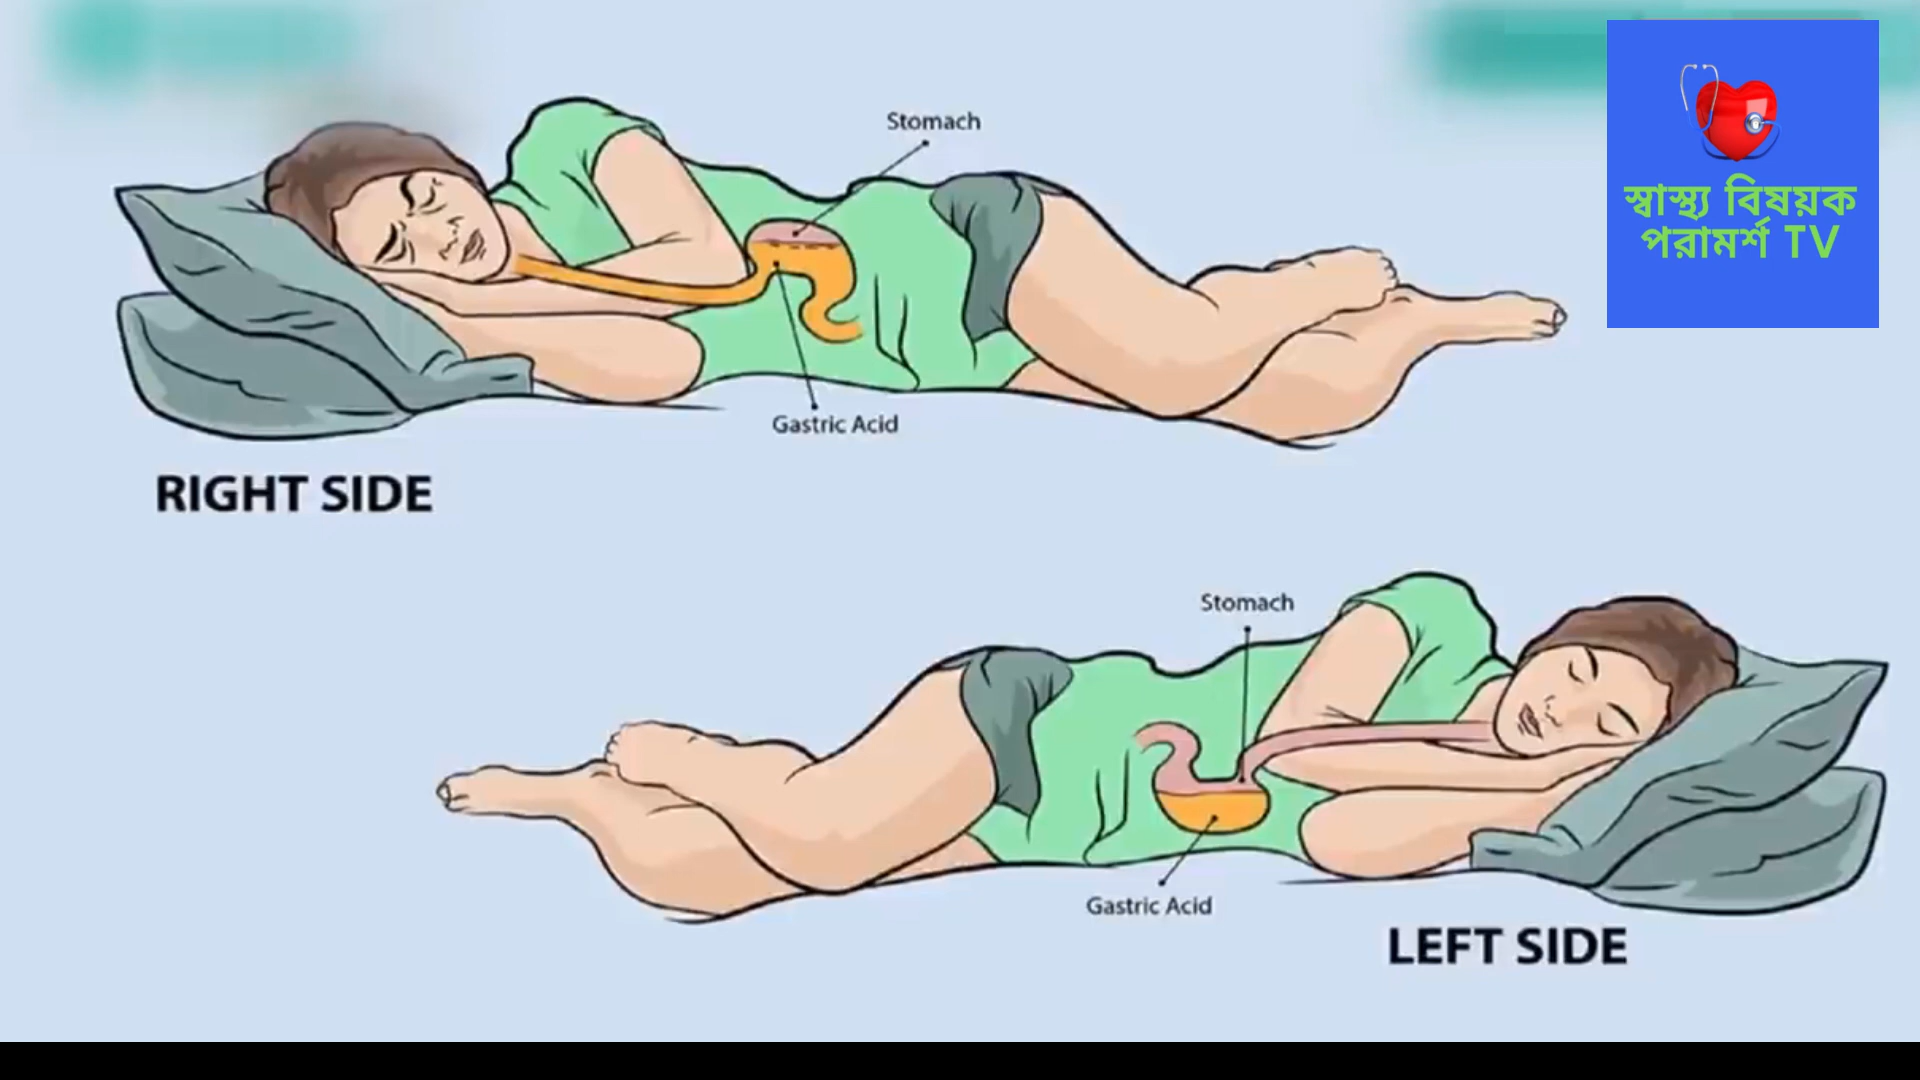 Stomach
স্বাস্থ্য বিষয়ক
পরামর্শ TV
Gastric Acid
RIGHT SIDE
Stomach
Gastric Acid
LEFT SIDE